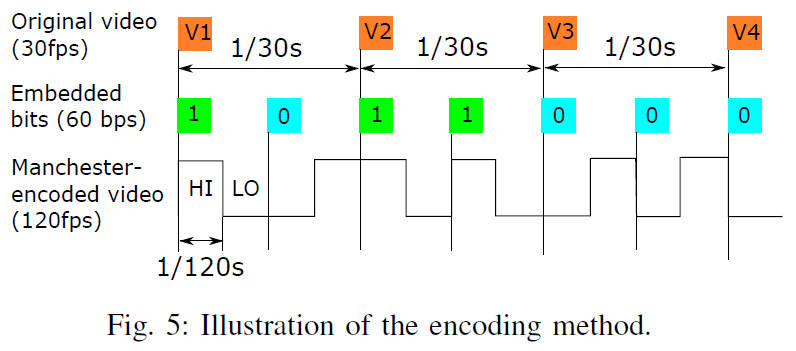 Original video V1 V2 V3 V4
(30fps) 1/30s 1/30s 1/30s
Embedded
bits (60 bps) 1 0 1 1 0 0 0
Manchester-
encoded video HI LO
(120fps)
1/120s
Fig. 5: Illustration of the encoding method.